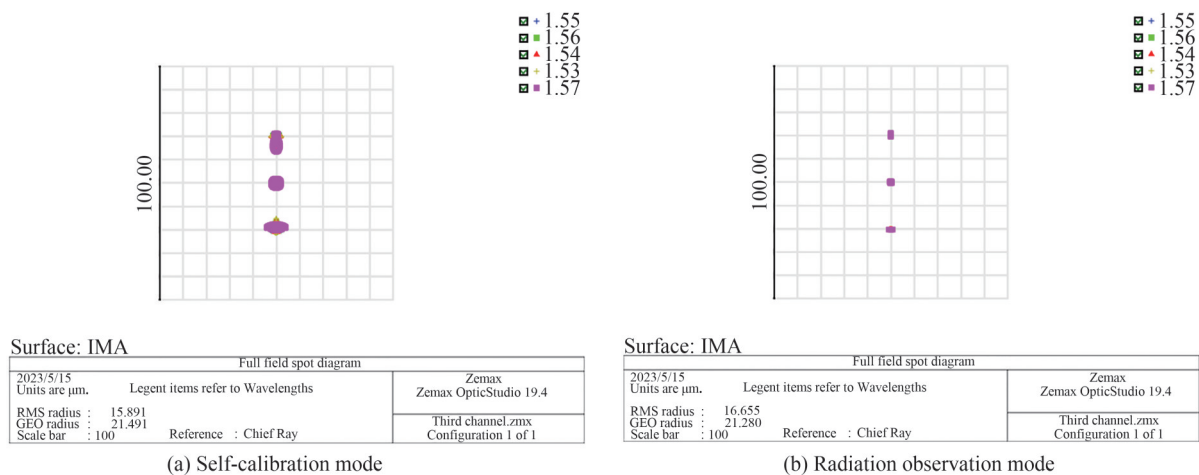 1.55
1.56
1.54
1.53
1.57
100.00
Surface: IMA
Full field spot diagram
2023/5/15
Units are μm. Legent items refer to Wavelengths
RMS radius : 15.891
GEO radius : 21.491
Scale bar : 100 Reference : Chief Ray
Zemax
Zemax OpticStudio 19.4
Third channel.zmx
Configuration 1 of 1
(a) Self-calibration mode
1.55
1.56
1.54
1.53
1.57
100.00
Surface: IMA
Full field spot diagram
2023/5/15
Units are μm. Legent items refer to Wavelengths
RMS radius : 16.655
GEO radius : 21.280
Scale bar : 100 Reference : Chief Ray
Zemax
Zemax OpticStudio 19.4
Third channel.zmx
Configuration 1 of 1
(b) Radiation observation mode